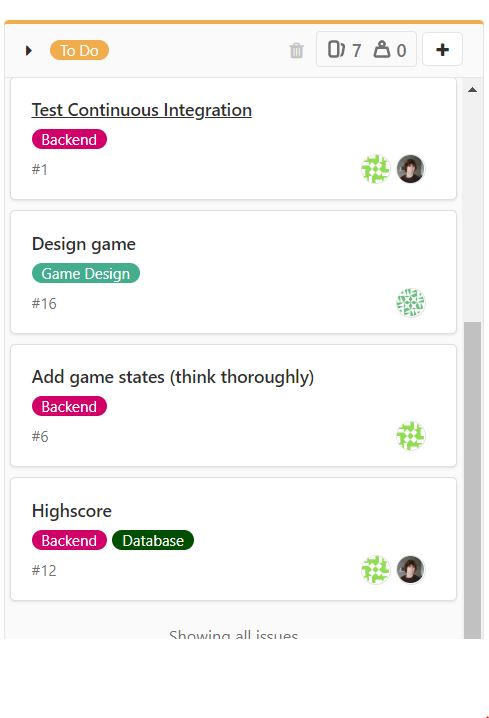 To Do 7 0
Test Continuous Integration
Backend
#1
Design game
Game Design
#16
Add game states (think thoroughly)
Backend
#6
Highscore
Backend Database
#12
Showing all issues